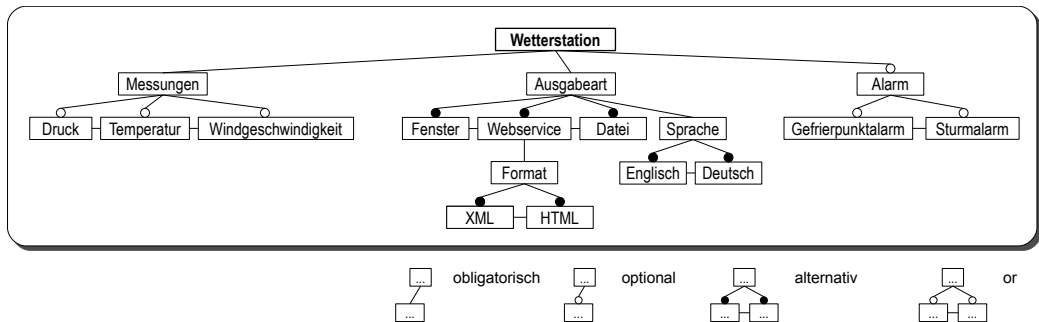 Wetterstation
Messungen Ausgabeart Alarm
Druck Temperatur Windgeschwindigkeit Fenster Webservice Datei Sprache Gefrierpunktalarm Sturmalarm
Format Englisch Deutsch
XML HTML
... obligatorisch ... optional ... alternativ ... or
... ... ... ... ... ...